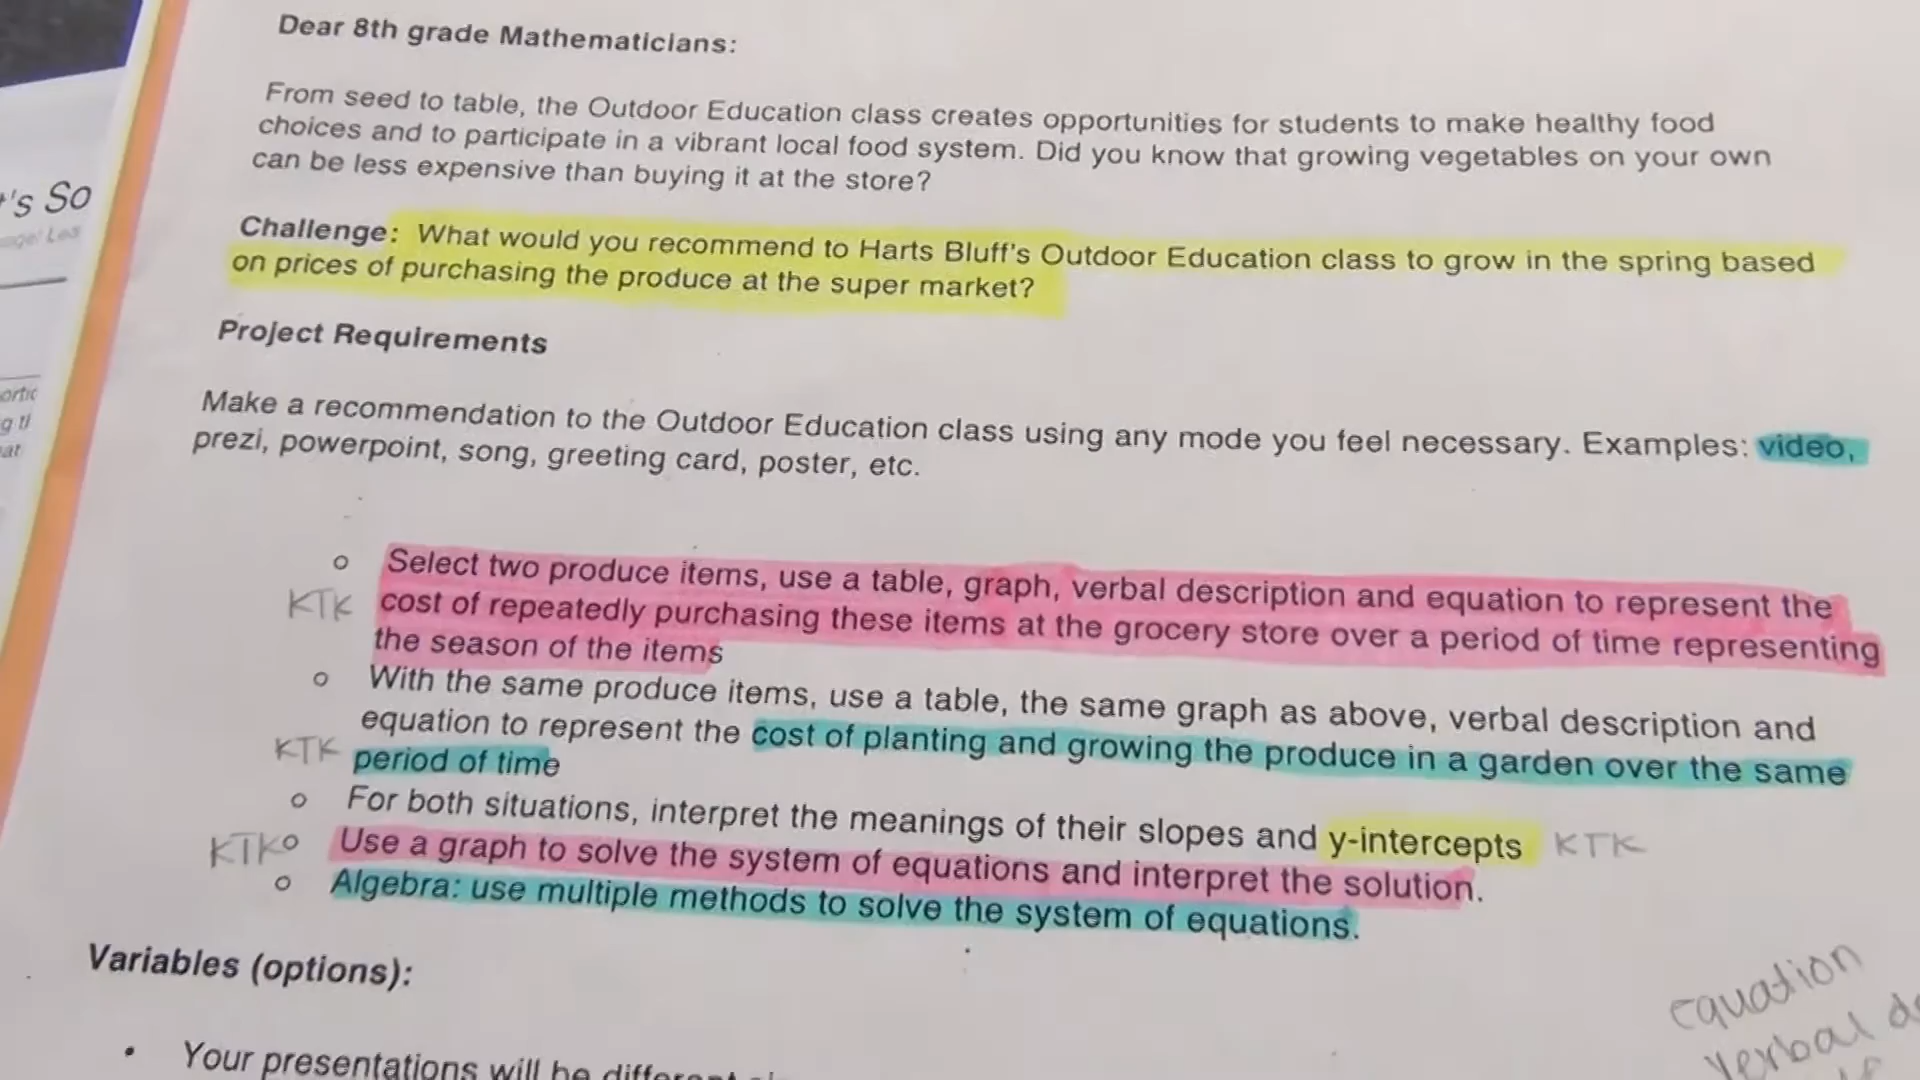 Dear 8th grade Mathematicians:
From seed to table, the Outdoor Education class creates opportunities for students to make healthy food
choices and to participate in a vibrant local food system. Did you know that growing vegetables on your own
can be less expensive than buying it at the store?
Challenge: What would you recommend to Harts Bluff's Outdoor Education class to grow in the spring based
on prices of purchasing the produce at the super market?
Project Requirements
Make a recommendation to the Outdoor Education class using any mode you feel necessary. Examples: video,
prezi, powerpoint, song, greeting card, poster, etc.
o Select two produce items, use a table, graph, verbal description and equation to represent the
KTK cost of repeatedly purchasing these items at the grocery store over a period of time representing
the season of the items
o With the same produce items, use a table, the same graph as above, verbal description and
equation to represent the cost of planting and growing the produce in a garden over the same
KTK period of time
o For both situations, interpret the meanings of their slopes and y-intercepts KTK
KTK o Use a graph to solve the system of equations and interpret the solution.
o Algebra: use multiple methods to solve the system of equations.
Variables (options):
equation
verbal
• Your presentations will be
's So